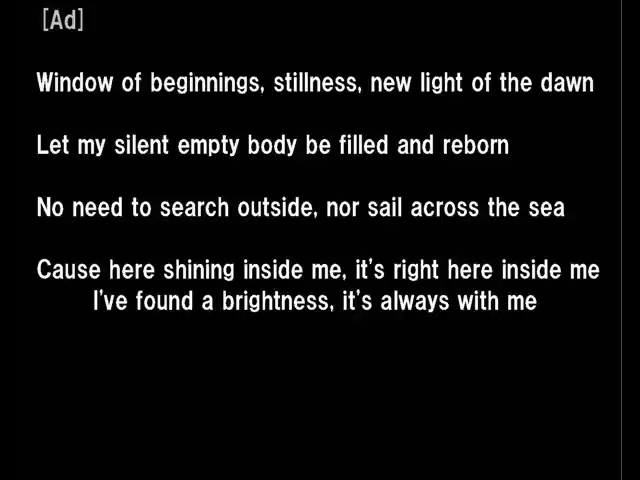 [Ad]
Window of beginnings, stillness, new light of the dawn
Let my silent empty body be filled and reborn
No need to search outside, nor sail across the sea
Cause here shining inside me, it's right here inside me
I've found a brightness, it's always with me